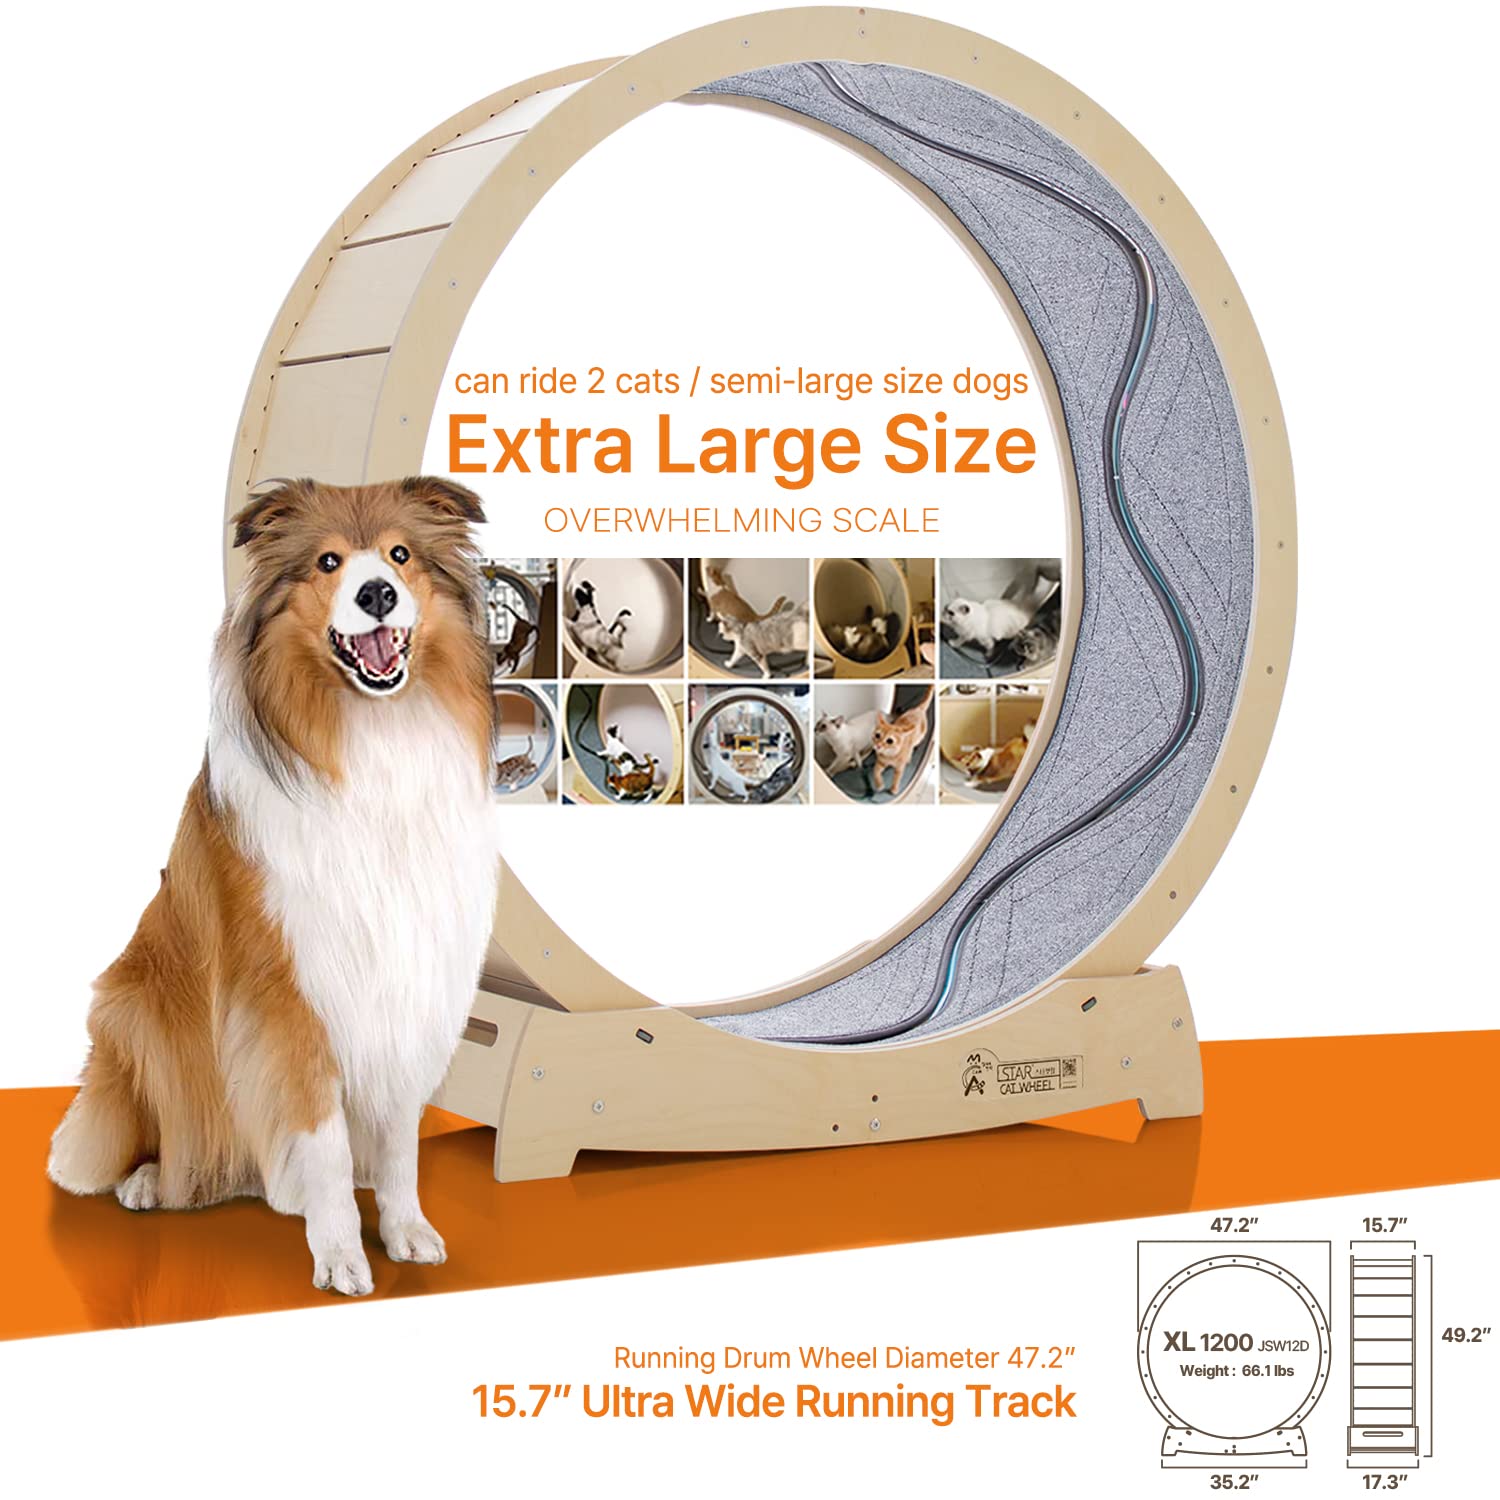 can ride 2 cats / semi-large size dogs
Extra Large Size
OVERWHELMING SCALE
STAR
CAT WHEEL
47.2"
15.7"
XL 1200 JSW12D
Weight : 66.1 lbs
49.2"
35.2"
17.3"
Running Drum Wheel Diameter 47.2"
15.7" Ultra Wide Running Track